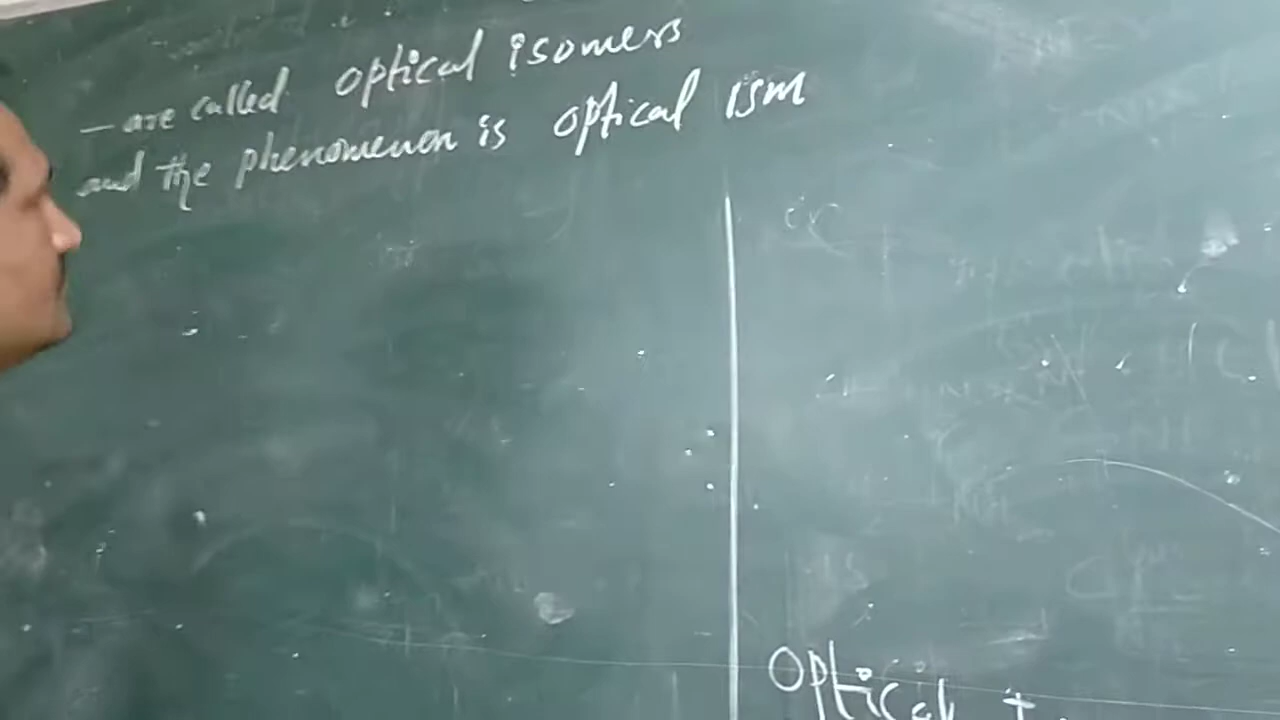 — are called optical isomers
and the phenomenon is optical ism
Optical